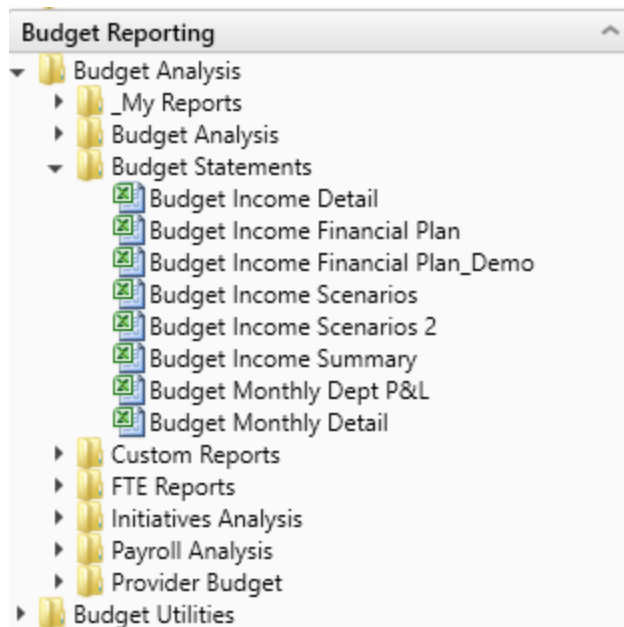 Budget Reporting
Budget Analysis
_My Reports
Budget Analysis
Budget Statements
Budget Income Detail
Budget Income Financial Plan
Budget Income Financial Plan_Demo
Budget Income Scenarios
Budget Income Scenarios 2
Budget Income Summary
Budget Monthly Dept P&L
Budget Monthly Detail
Custom Reports
FTE Reports
Initiatives Analysis
Payroll Analysis
Provider Budget
Budget Utilities